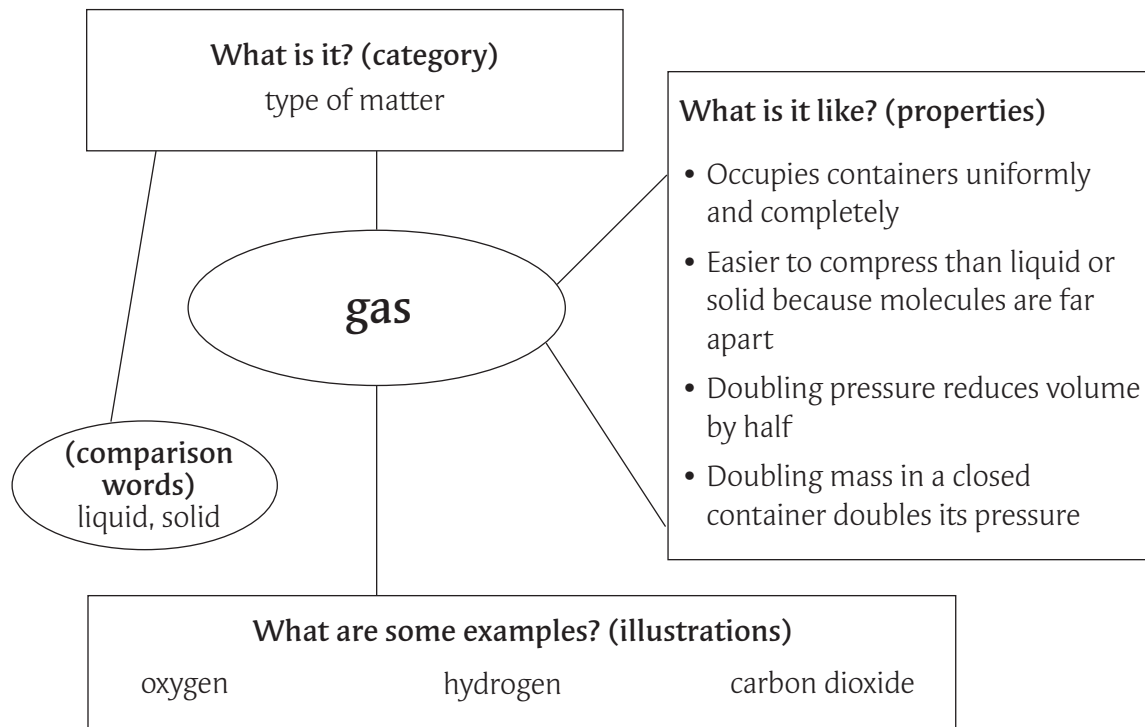 What is it? (category)
type of matter
What is it like? (properties)
• Occupies containers uniformly
and completely
• Easier to compress than liquid or
solid because molecules are far
apart
• Doubling pressure reduces volume
by half
• Doubling mass in a closed
container doubles its pressure
gas
(comparison
words)
liquid, solid
What are some examples? (illustrations)
oxygen hydrogen carbon dioxide